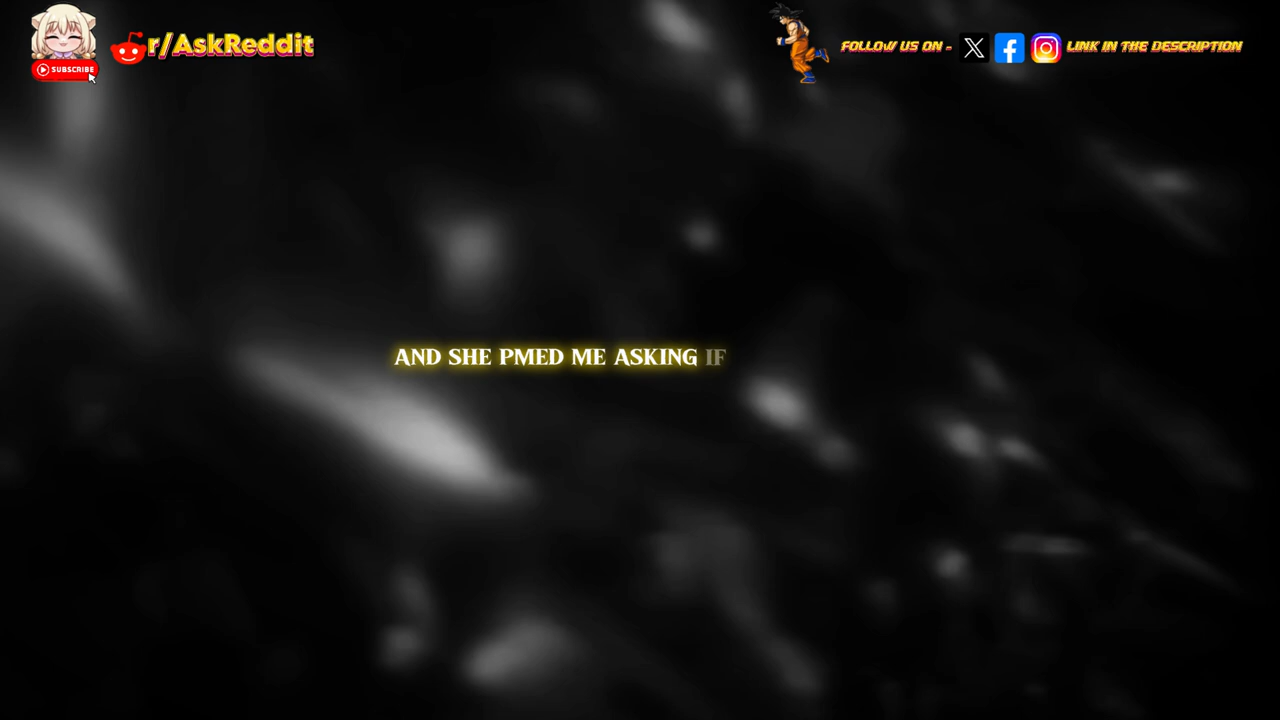 r/AskReddit
FOLLOW US ON - LINK IN THE DESCRIPTION
SUBSCRIBE
AND SHE PMED ME ASKING IF